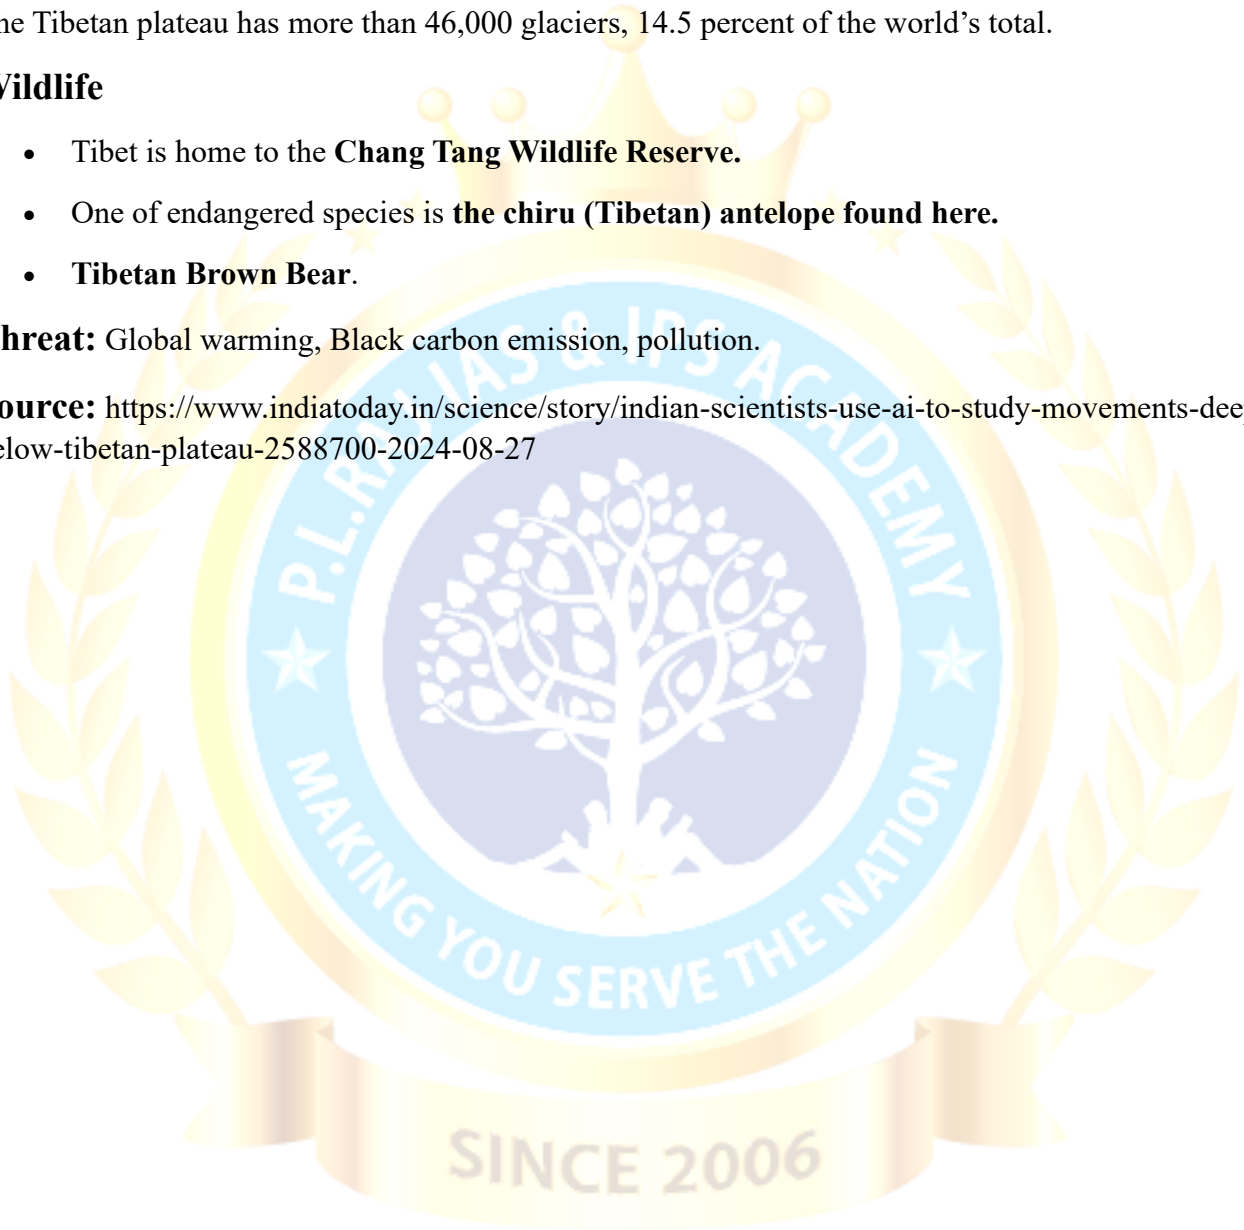 he Tibetan plateau has more than 46,000 glaciers, 14.5 percent of the world’s total.
Wildlife
• Tibet is home to the Chang Tang Wildlife Reserve.
• One of endangered species is the chiru (Tibetan) antelope found here.
• Tibetan Brown Bear.
hreat: Global warming, Black carbon emission, pollution.
ource: https://www.indiatoday.in/science/story/indian-scientists-use-ai-to-study-movements-deep
elow-tibetan-plateau-2588700-2024-08-27
P.L.RAJ IAS & IPS ACADEMY
MAKING YOU SERVE THE NATION
SINCE 2006